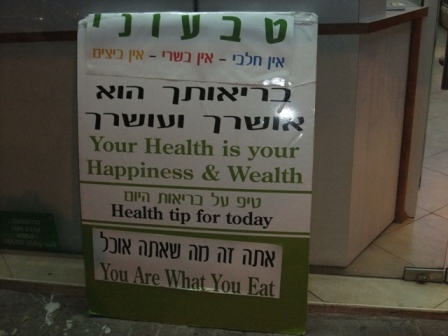 טבעוני
אין חלבי - אין בשרי - אין ביצים
בריאותך הוא
אושרך ועושרך
Your Health is your
Happiness & Wealth
טיפ על בריאות היום
Health tip for today
אתה זה מה שאתה אוכל
You Are What You Eat